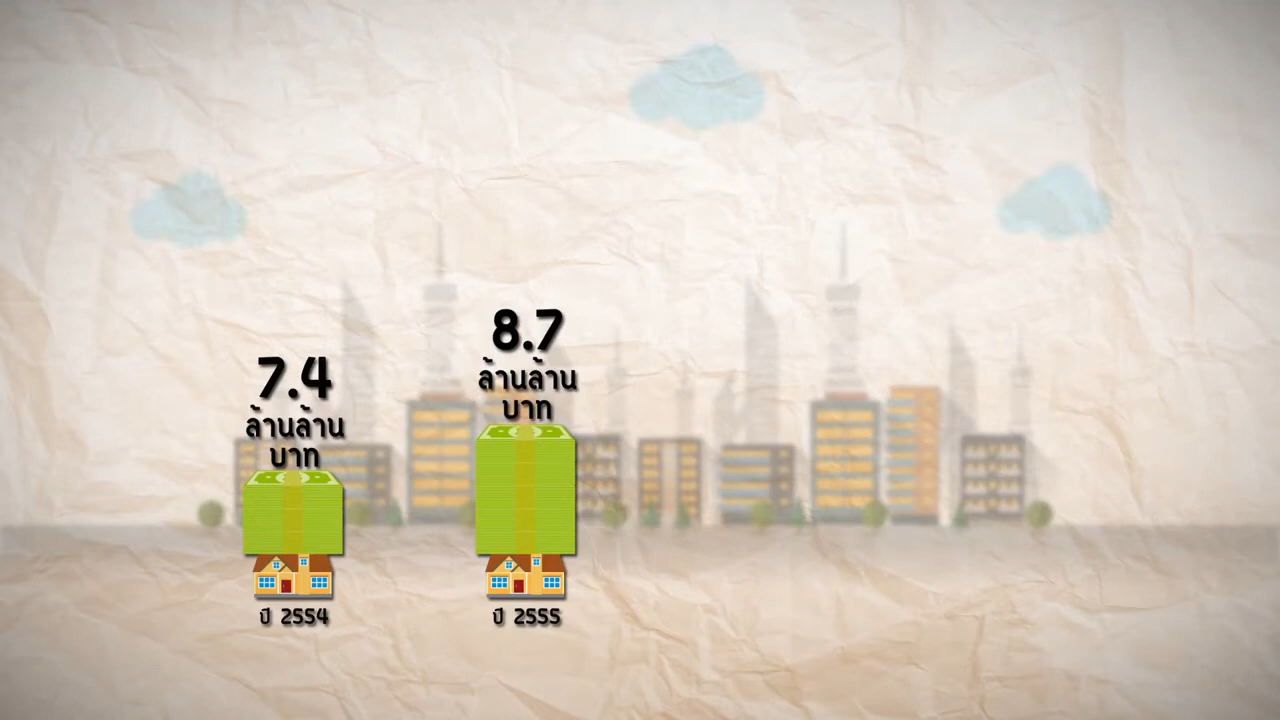 7.4
ล้านล้าน
บาท
ปี 2554
8.7
ล้านล้าน
บาท
ปี 2555